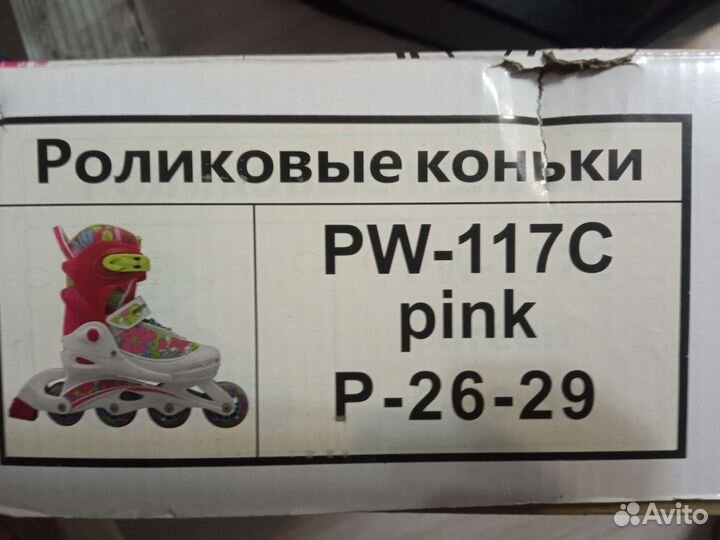 Роликовые коньки
PW-117C
pink
Р-26-29
Avito